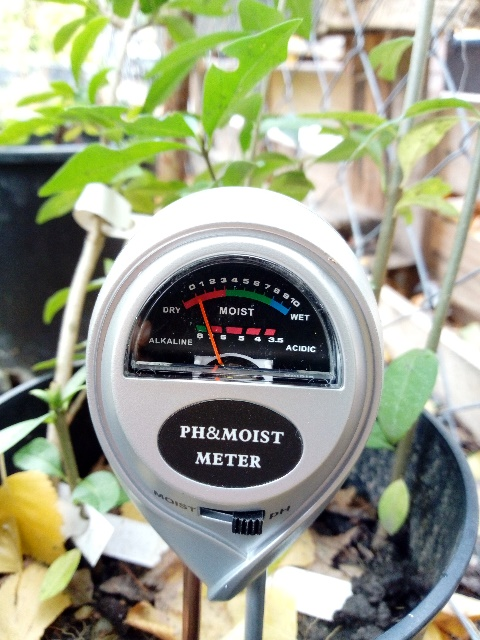 0 1 2 3 4 5 6 7 8 9 10
DRY MOIST WET
8 7 6 5 4 3.5
ALKALINE ACIDIC
PH&MOIST
METER
MOIST pH